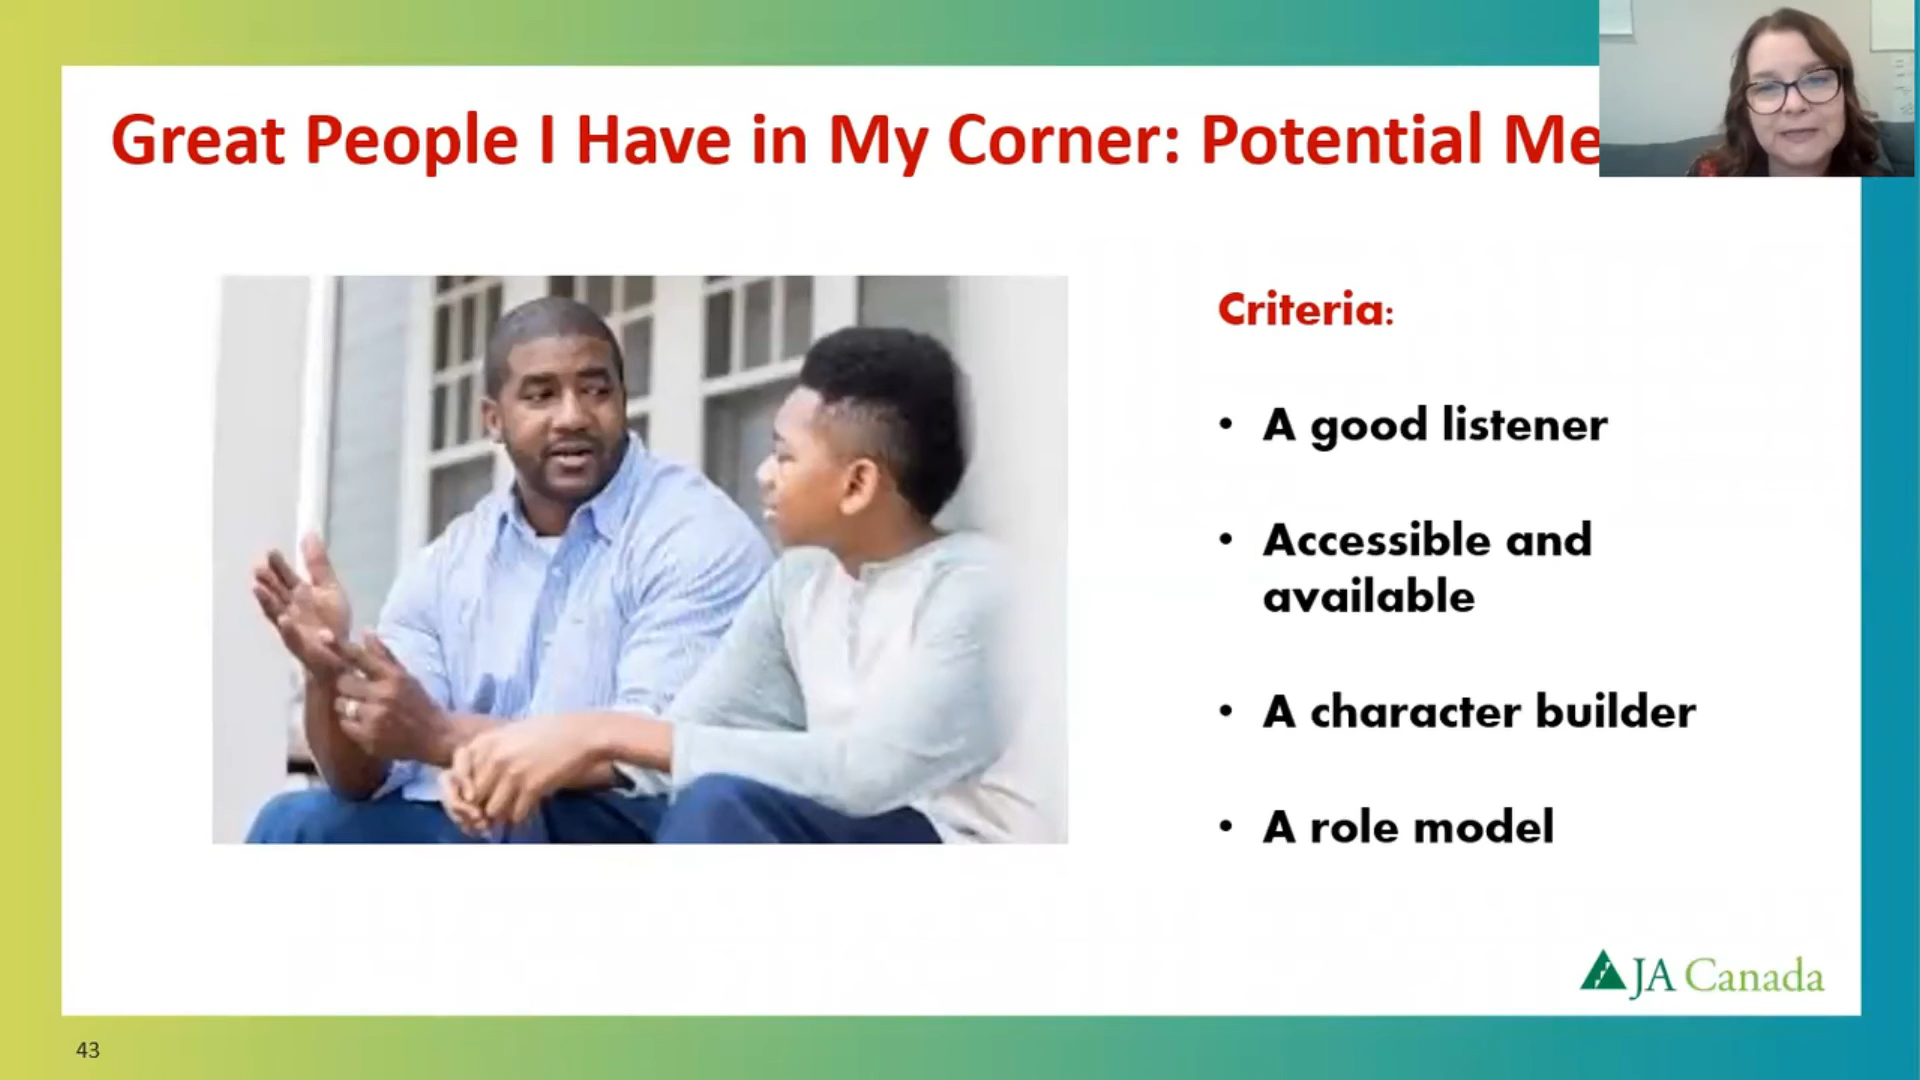 Great People I Have in My Corner: Potential
Criteria:
• A good listener
• Accessible and
available
• A character builder
• A role model
JA Canada
43